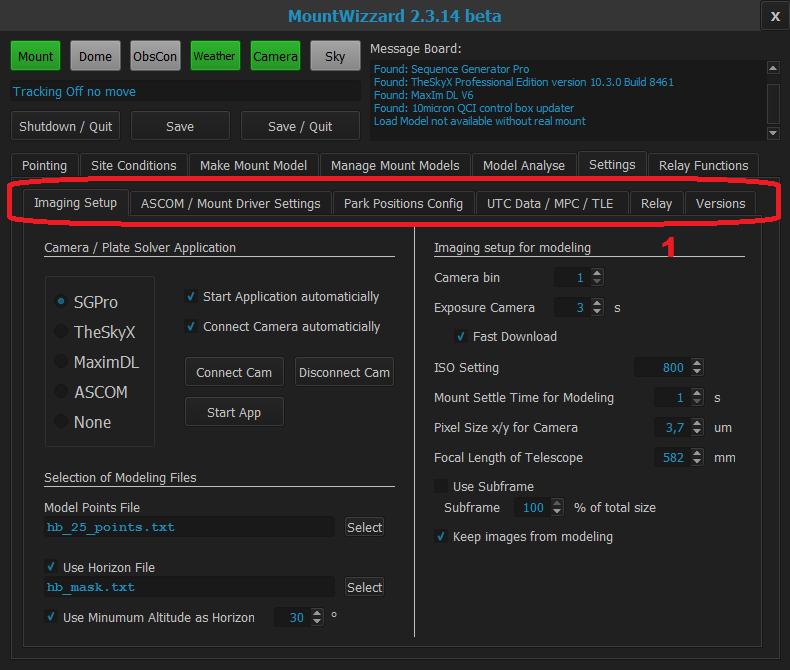 MountWizzard 2.3.14 beta
X
Mount Dome ObsCon Weather Camera Sky
Message Board:
Found: Sequence Generator Pro
Found: TheSkyX Professional Edition version 10.3.0 Build 8461
Found: MaxIm DL V6
Found: 10micron QCI control box updater
Load Model not available without real mount
Tracking Off no move
Shutdown / Quit Save Save / Quit
Pointing Site Conditions Make Mount Model Manage Mount Models Model Analyse Settings Relay Functions
Imaging Setup ASCOM / Mount Driver Settings Park Positions Config UTC Data / MPC / TLE Relay Versions
1
Camera / Plate Solver Application
SGPro
TheSkyX
MaximDL
ASCOM
None
Start Application automatically
Connect Camera automaticially
Connect Cam Disconnect Cam
Start App
Selection of Modeling Files
Model Points File
hb_25_points.txt Select
Use Horizon File
hb_mask.txt Select
Use Minumum Altitude as Horizon 30 °
Imaging setup for modeling
Camera bin 1
Exposure Camera 3 s
Fast Download
ISO Setting 800
Mount Settle Time for Modeling 1 s
Pixel Size x/y for Camera 3,7 um
Focal Length of Telescope 582 mm
Use Subframe
Subframe 100 % of total size
Keep images from modeling